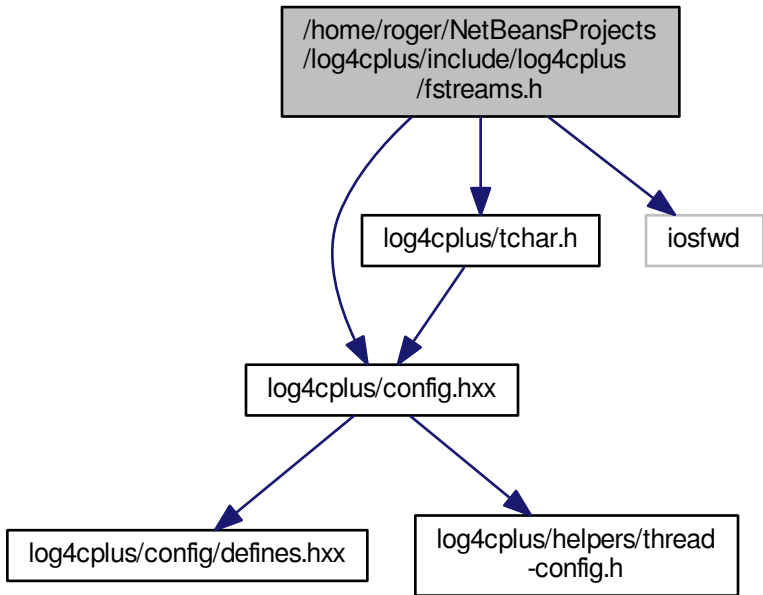 /home/roger/NetBeansProjects
/log4cplus/include/log4cplus
/fstreams.h
log4cplus/tchar.h
iosfwd
log4cplus/config.hxx
log4cplus/config/defines.hxx
log4cplus/helpers/thread
-config.h